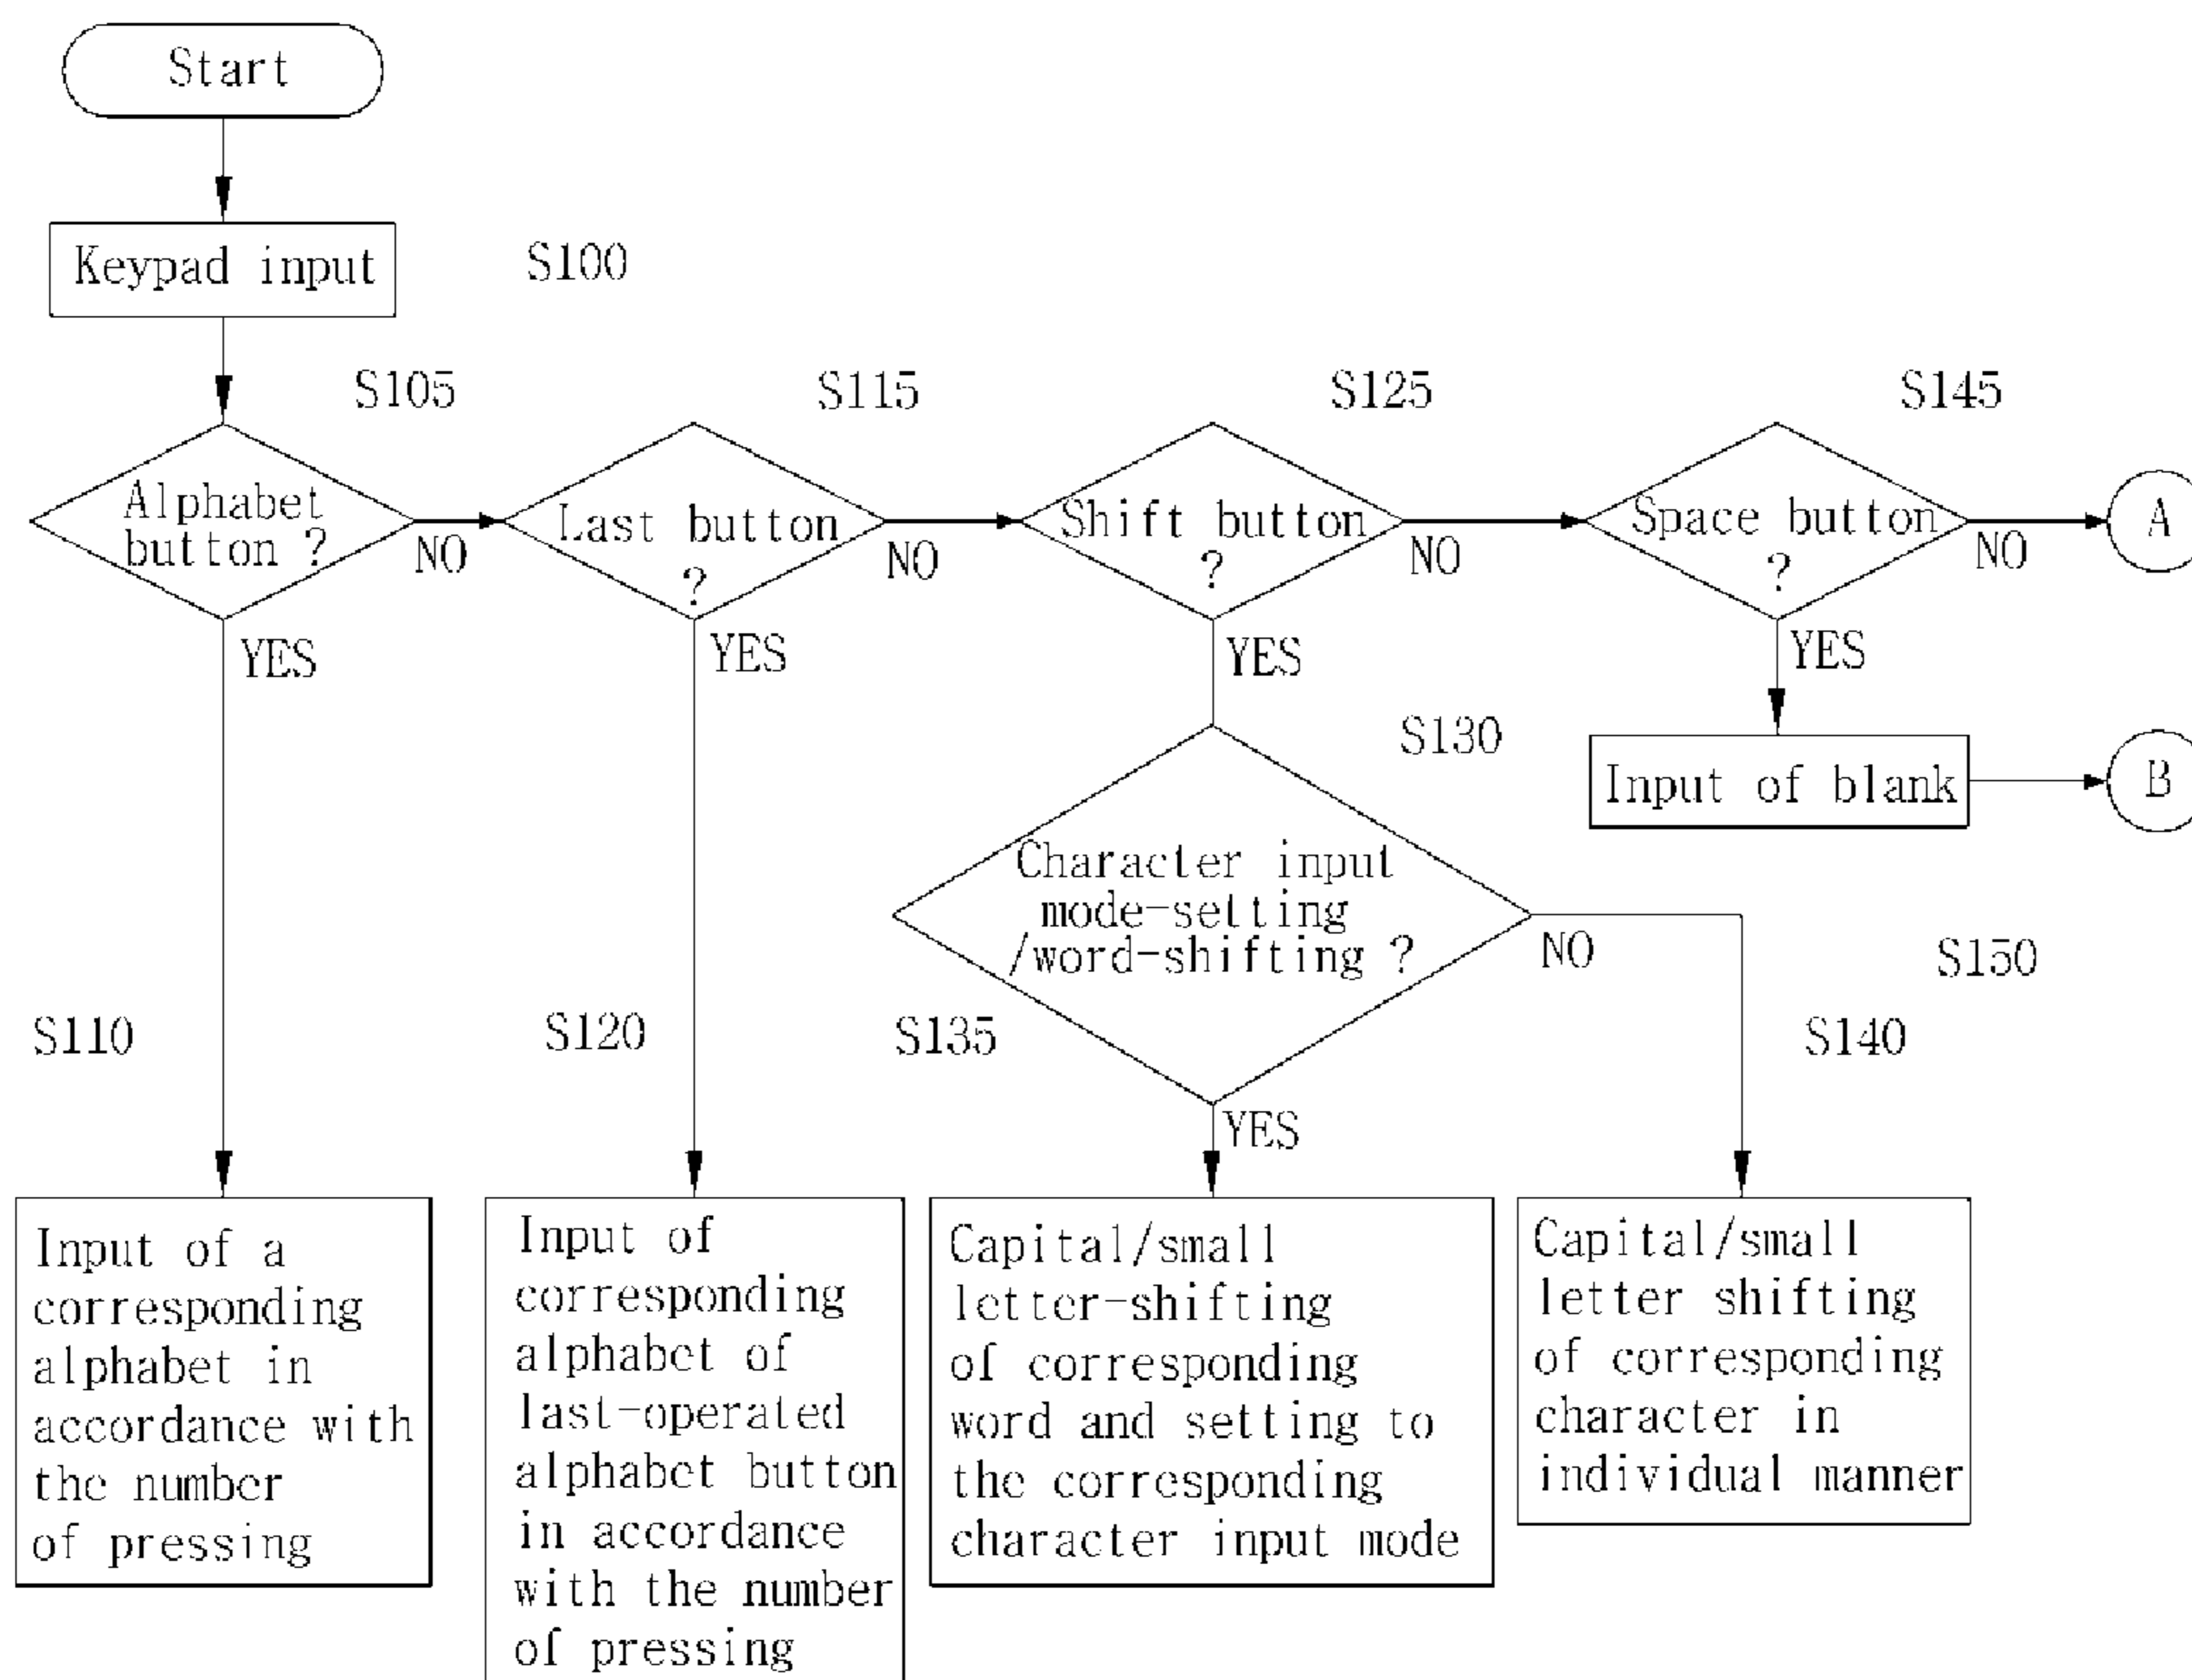 Start
Keypad input
S100
S105
S115
S125
S145
Alphabet
button ?
NO
YES
Last button
?
NO
YES
Shift button
?
NO
YES
Space button
?
NO
YES
A
S130
Input of blank
B
Character input
mode-setting
/word-shifting ?
NO
YES
S150
S110
S120
S135
S140
Input of a
corresponding
alphabet in
accordance with
the number
of pressing
Input of
corresponding
alphabet of
last-operated
alphabet button
in accordance
with the number
of pressing
Capital/small
letter-shifting
of corresponding
word and setting to
the corresponding
character input mode
Capital/small
letter shifting
of corresponding
character in
individual manner